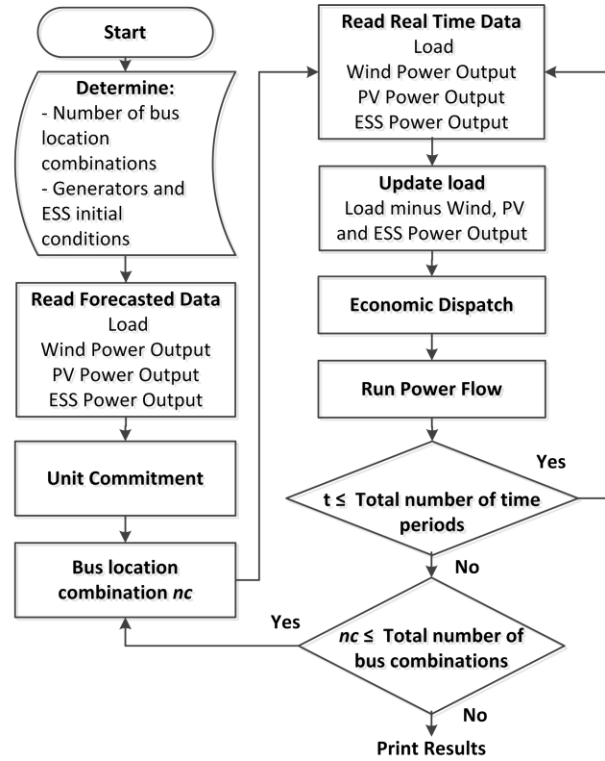 Start
Determine:
- Number of bus
location
combinations
- Generators and
ESS initial
conditions
Read Forecasted Data
Load
Wind Power Output
PV Power Output
ESS Power Output
Unit Commitment
Bus location
combination nc
Read Real Time Data
Load
Wind Power Output
PV Power Output
ESS Power Output
Update load
Load minus Wind, PV
and ESS Power Output
Economic Dispatch
Run Power Flow
Yes
t ≤ Total number of time
periods
No
Yes
nc ≤ Total number of
bus combinations
No
Print Results